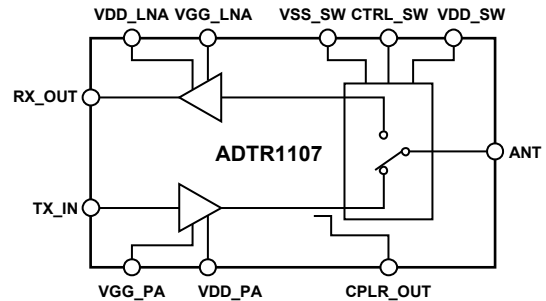 VDD_LNA VGG_LNA VSS_SW CTRL_SW VDD_SW
RX_OUT
ADTR1107
ANT
TX_IN
VGG_PA VDD_PA CPLR_OUT